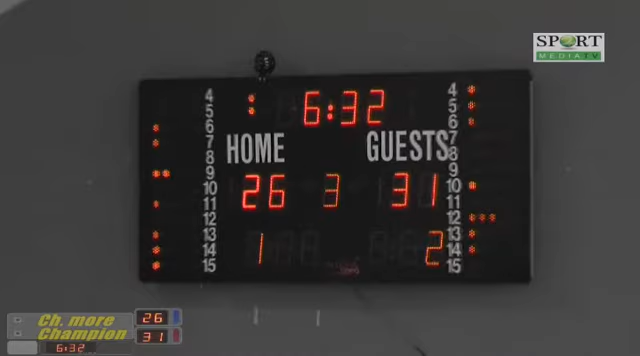 SPORT
MEDIATV
4 6:32 4
5 5
6 6
7 HOME GUESTS 7
8 8
9 9
10 26 3 31 10
11 11
12 12
13 13
14 1 2 14
15 15
Ch. more 26
Champion 31
6:32